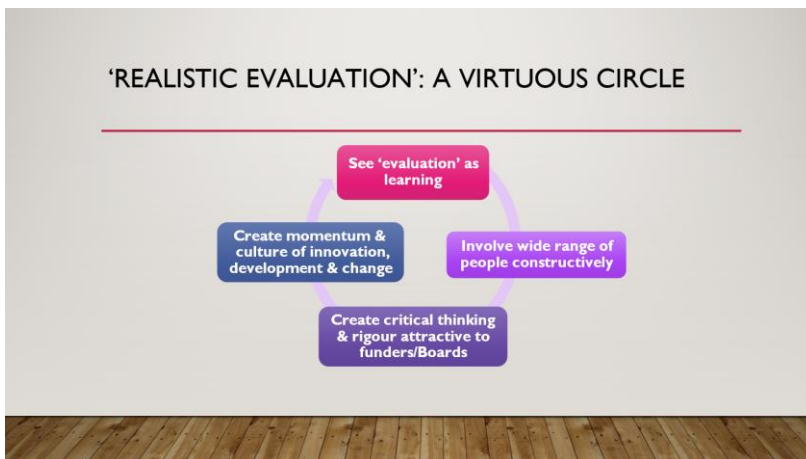 ‘REALISTIC EVALUATION’: A VIRTUOUS CIRCLE
See ‘evaluation’ as
learning
Involve wide range of
people constructively
Create critical thinking
& rigour attractive to
funders/Boards
Create momentum &
culture of innovation,
development & change